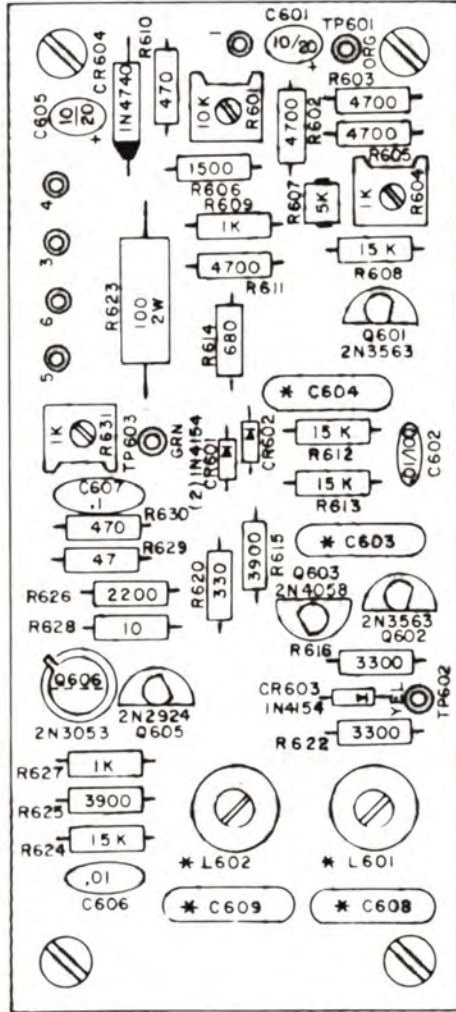 C601
TP601
R610
CR604
1
10/20
+
ORG
R603
C605
10/20
+
1N4740
470
10K
R601
4700
R602
4700
4700
R605
1500
R606
R607
5K
1K
R604
4
R609
1K
15K
R608
3
4700
R611
R623
100
2W
R614
680
Q601
2N3563
6
5
* C604
1K
R631
TP603
GRN
(2) 1N4154
CR601
CR602
15K
R612
.01/100
C602
15K
R613
C607
.1
470
R630
47
R629
* C603
R620
330
3900
R615
Q603
2N4058
R626
2200
2N3563
Q602
R628
10
R616
3300
Q606
2N3053
2N2924
Q605
CR603
1N4154
YEL
TP602
R622
3300
R627
1K
R625
3900
R624
15K
* L602
* L601
.01
C606
* C609
* C608